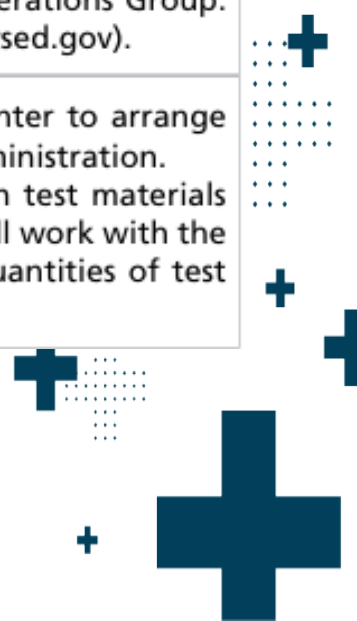 erations Group.
sed.gov).
nter to arrange
ninistration.
n test materials
ll work with the
uantities of test